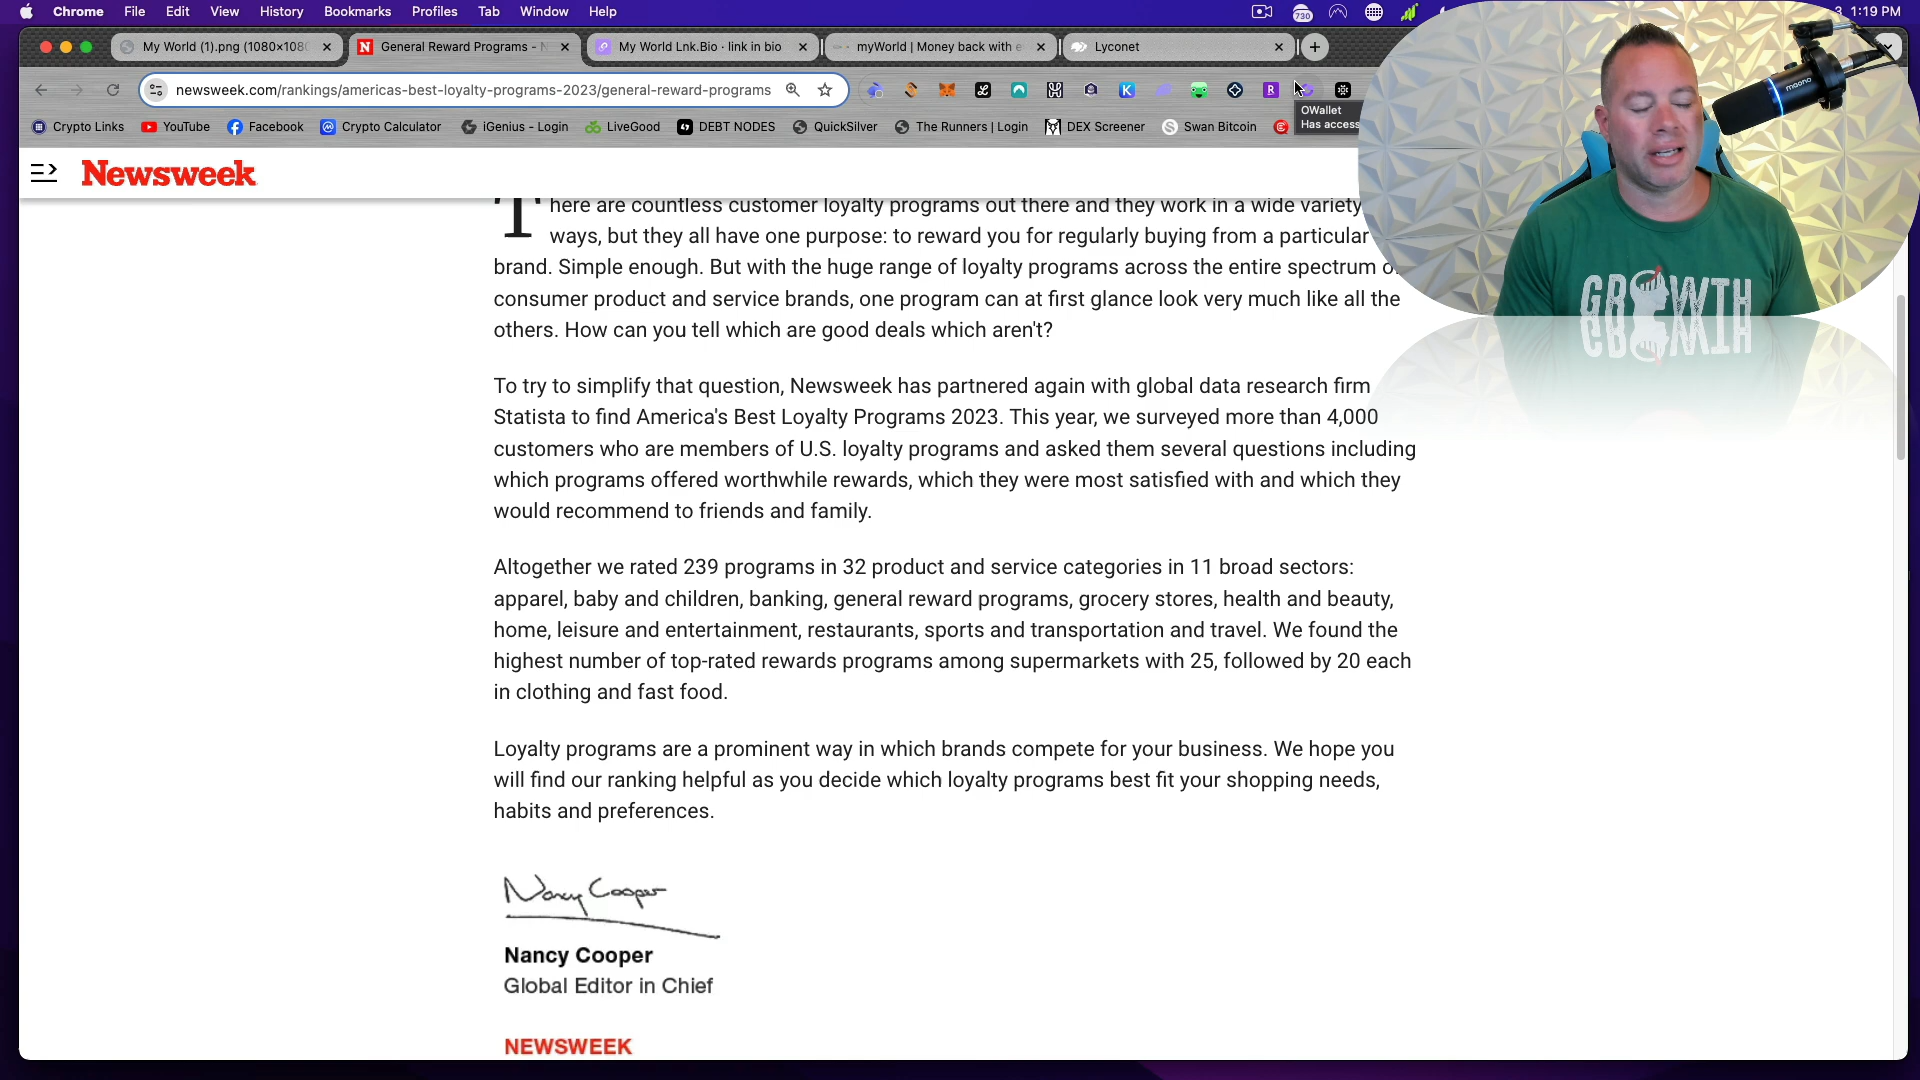 Chrome File Edit View History Bookmarks Profiles Tab Window Help 730 3 1:19 PM
My World (1).png (1080×108 General Reward Programs - N My World Lnk.Bio · link in bio myWorld | Money back with e Lyconet
newsweek.com/rankings/americas-best-loyalty-programs-2023/general-reward-programs
OWallet
Has access
Crypto Links YouTube Facebook Crypto Calculator iGenius - Login LiveGood DEBT NODES QuickSilver The Runners | Login DEX Screener Swan Bitcoin
Newsweek
maono
GROWTH
There are countless customer loyalty programs out there and they work in a wide variety
ways, but they all have one purpose: to reward you for regularly buying from a particular
brand. Simple enough. But with the huge range of loyalty programs across the entire spectrum o
consumer product and service brands, one program can at first glance look very much like all the
others. How can you tell which are good deals which aren't?
To try to simplify that question, Newsweek has partnered again with global data research firm
Statista to find America's Best Loyalty Programs 2023. This year, we surveyed more than 4,000
customers who are members of U.S. loyalty programs and asked them several questions including
which programs offered worthwhile rewards, which they were most satisfied with and which they
would recommend to friends and family.
Altogether we rated 239 programs in 32 product and service categories in 11 broad sectors:
apparel, baby and children, banking, general reward programs, grocery stores, health and beauty,
home, leisure and entertainment, restaurants, sports and transportation and travel. We found the
highest number of top-rated rewards programs among supermarkets with 25, followed by 20 each
in clothing and fast food.
Loyalty programs are a prominent way in which brands compete for your business. We hope you
will find our ranking helpful as you decide which loyalty programs best fit your shopping needs,
habits and preferences.
Nancy Cooper
Nancy Cooper
Global Editor in Chief
NEWSWEEK